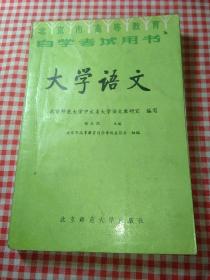 北京市高等教育
自学考试用书
大学语文
北京师范大学中文系大学语文教研室 编写
主编
北京师范大学出版社